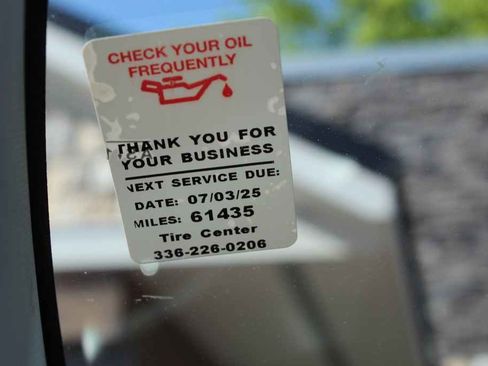 CHECK YOUR OIL
FREQUENTLY
THANK YOU FOR
YOUR BUSINESS
NEXT SERVICE DUE:
DATE: 07/03/25
MILES: 61435
Tire Center
336-226-0206